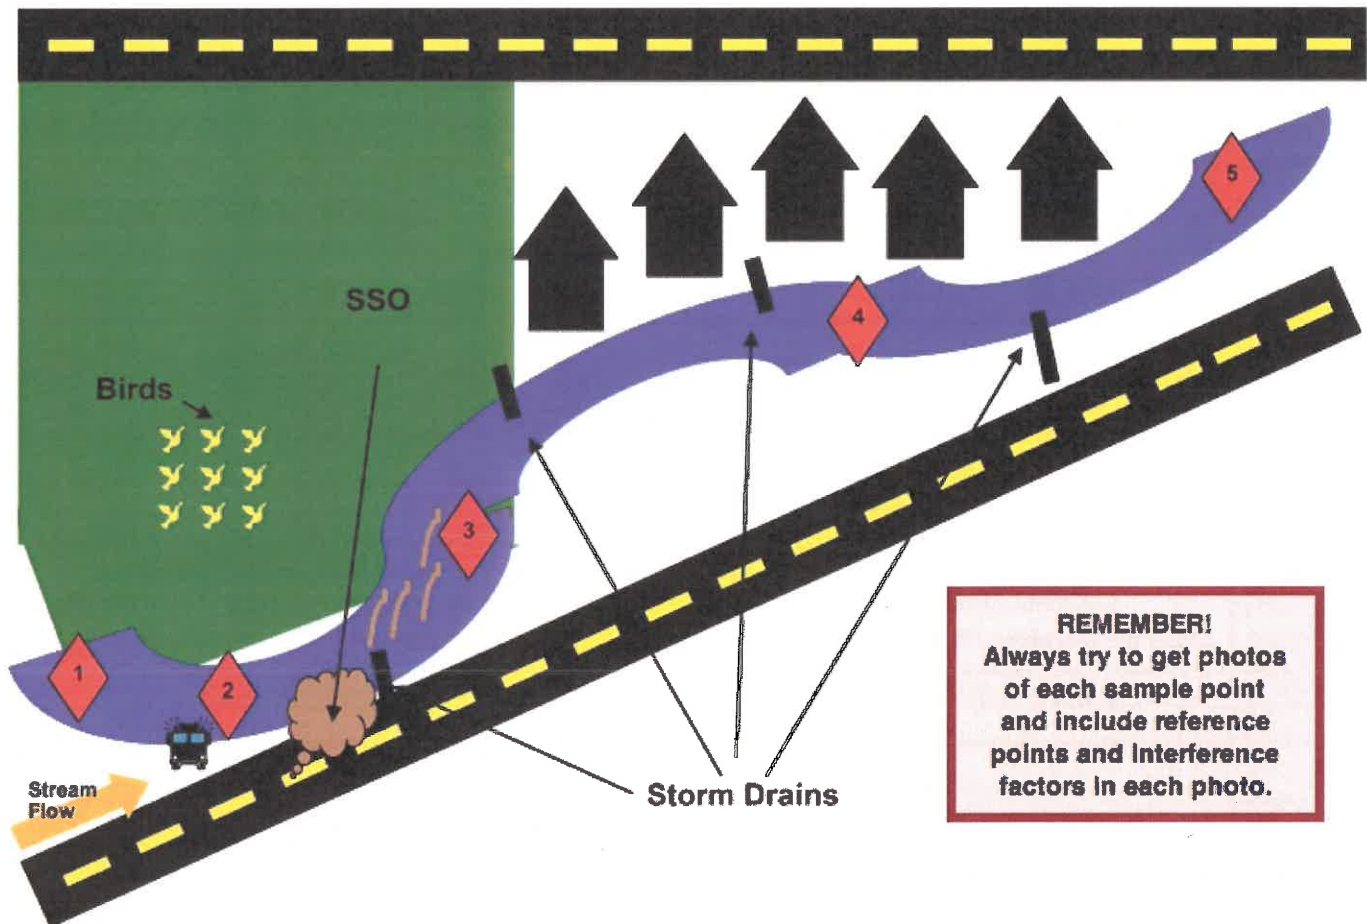 5
4
SSO
Birds
3
1
2
REMEMBER!
Always try to get photos
of each sample point
and include reference
points and interference
factors in each photo.
Stream
Flow
Storm Drains